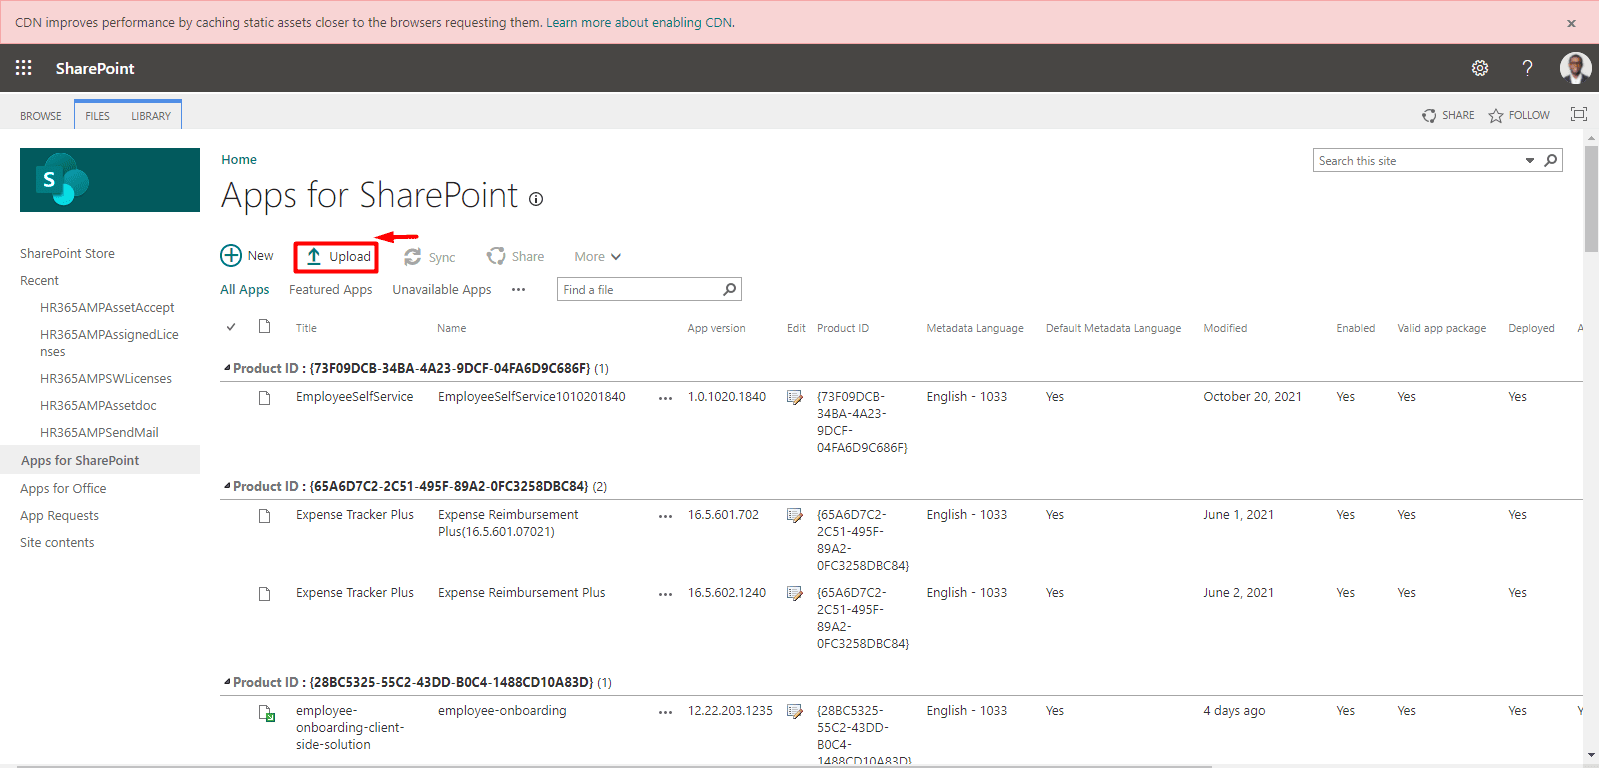 CDN improves performance by caching static assets closer to the browsers requesting them. Learn more about enabling CDN.
SharePoint
BROWSE FILES LIBRARY SHARE FOLLOW
S
Home
Search this site
Apps for SharePoint
New Upload Sync Share More
All Apps Featured Apps Unavailable Apps ... Find a file
SharePoint Store
Recent
HR365AMPAssetAccept
HR365AMPAssignedLice
nses
HR365AMPSWLicenses
HR365AMPAssetdoc
HR365AMPSendMail
Apps for SharePoint
Apps for Office
App Requests
Site contents
Title Name App version Edit Product ID Metadata Language Default Metadata Language Modified Enabled Valid app package Deployed A
Product ID : {73F09DCB-34BA-4A23-9DCF-04FA6D9C686F} (1)
EmployeeSelfService EmployeeSelfService1010201840 ... 1.0.1020.1840 {73F09DCB- English - 1033 Yes October 20, 2021 Yes Yes Yes
34BA-4A23-
9DCF-
04FA6D9C686F}
Product ID : {65A6D7C2-2C51-495F-89A2-0FC3258DBC84} (2)
Expense Tracker Plus Expense Reimbursement ... 16.5.601.702 {65A6D7C2- English - 1033 Yes June 1, 2021 Yes Yes Yes
Plus(16.5.601.07021) 2C51-495F-
89A2-
0FC3258DBC84}
Expense Tracker Plus Expense Reimbursement Plus ... 16.5.602.1240 {65A6D7C2- English - 1033 Yes June 2, 2021 Yes Yes Yes
2C51-495F-
89A2-
0FC3258DBC84}
Product ID : {28BC5325-55C2-43DD-B0C4-1488CD10A83D} (1)
employee- employee-onboarding ... 12.22.203.1235 {28BC5325- English - 1033 Yes 4 days ago Yes Yes Yes Y
onboarding-client- 55C2-43DD-
side-solution B0C4-
1488CD10A83D}